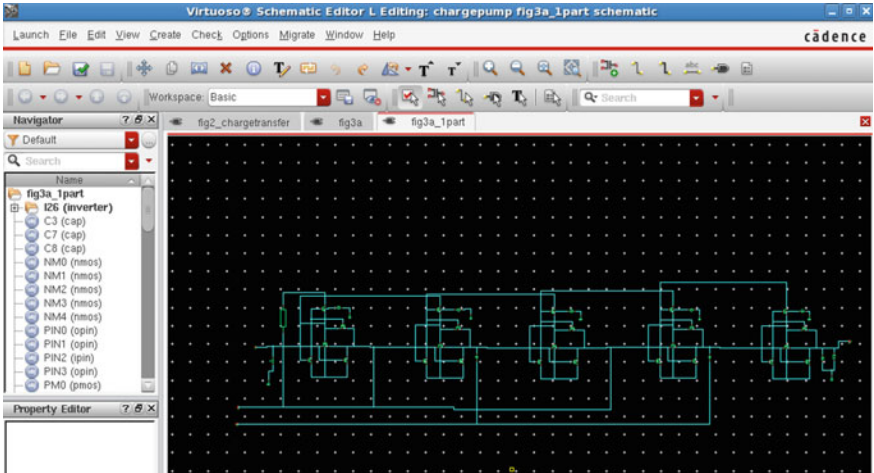 Virtuoso® Schematic Editor L Editing: chargepump fig3a_1part schematic
Launch File Edit View Create Check Options Migrate Window Help
cādence
Workspace: Basic
Search
Navigator
fig2_chargetransfer
fig3a
fig3a_1part
Default
Search
Name
fig3a_1part
I26 (inverter)
C3 (cap)
C7 (cap)
C8 (cap)
NM0 (nmos)
NM1 (nmos)
NM2 (nmos)
NM3 (nmos)
NM4 (nmos)
PIN0 (opin)
PIN1 (opin)
PIN2 (ipin)
PIN3 (opin)
PM0 (pmos)
Property Editor